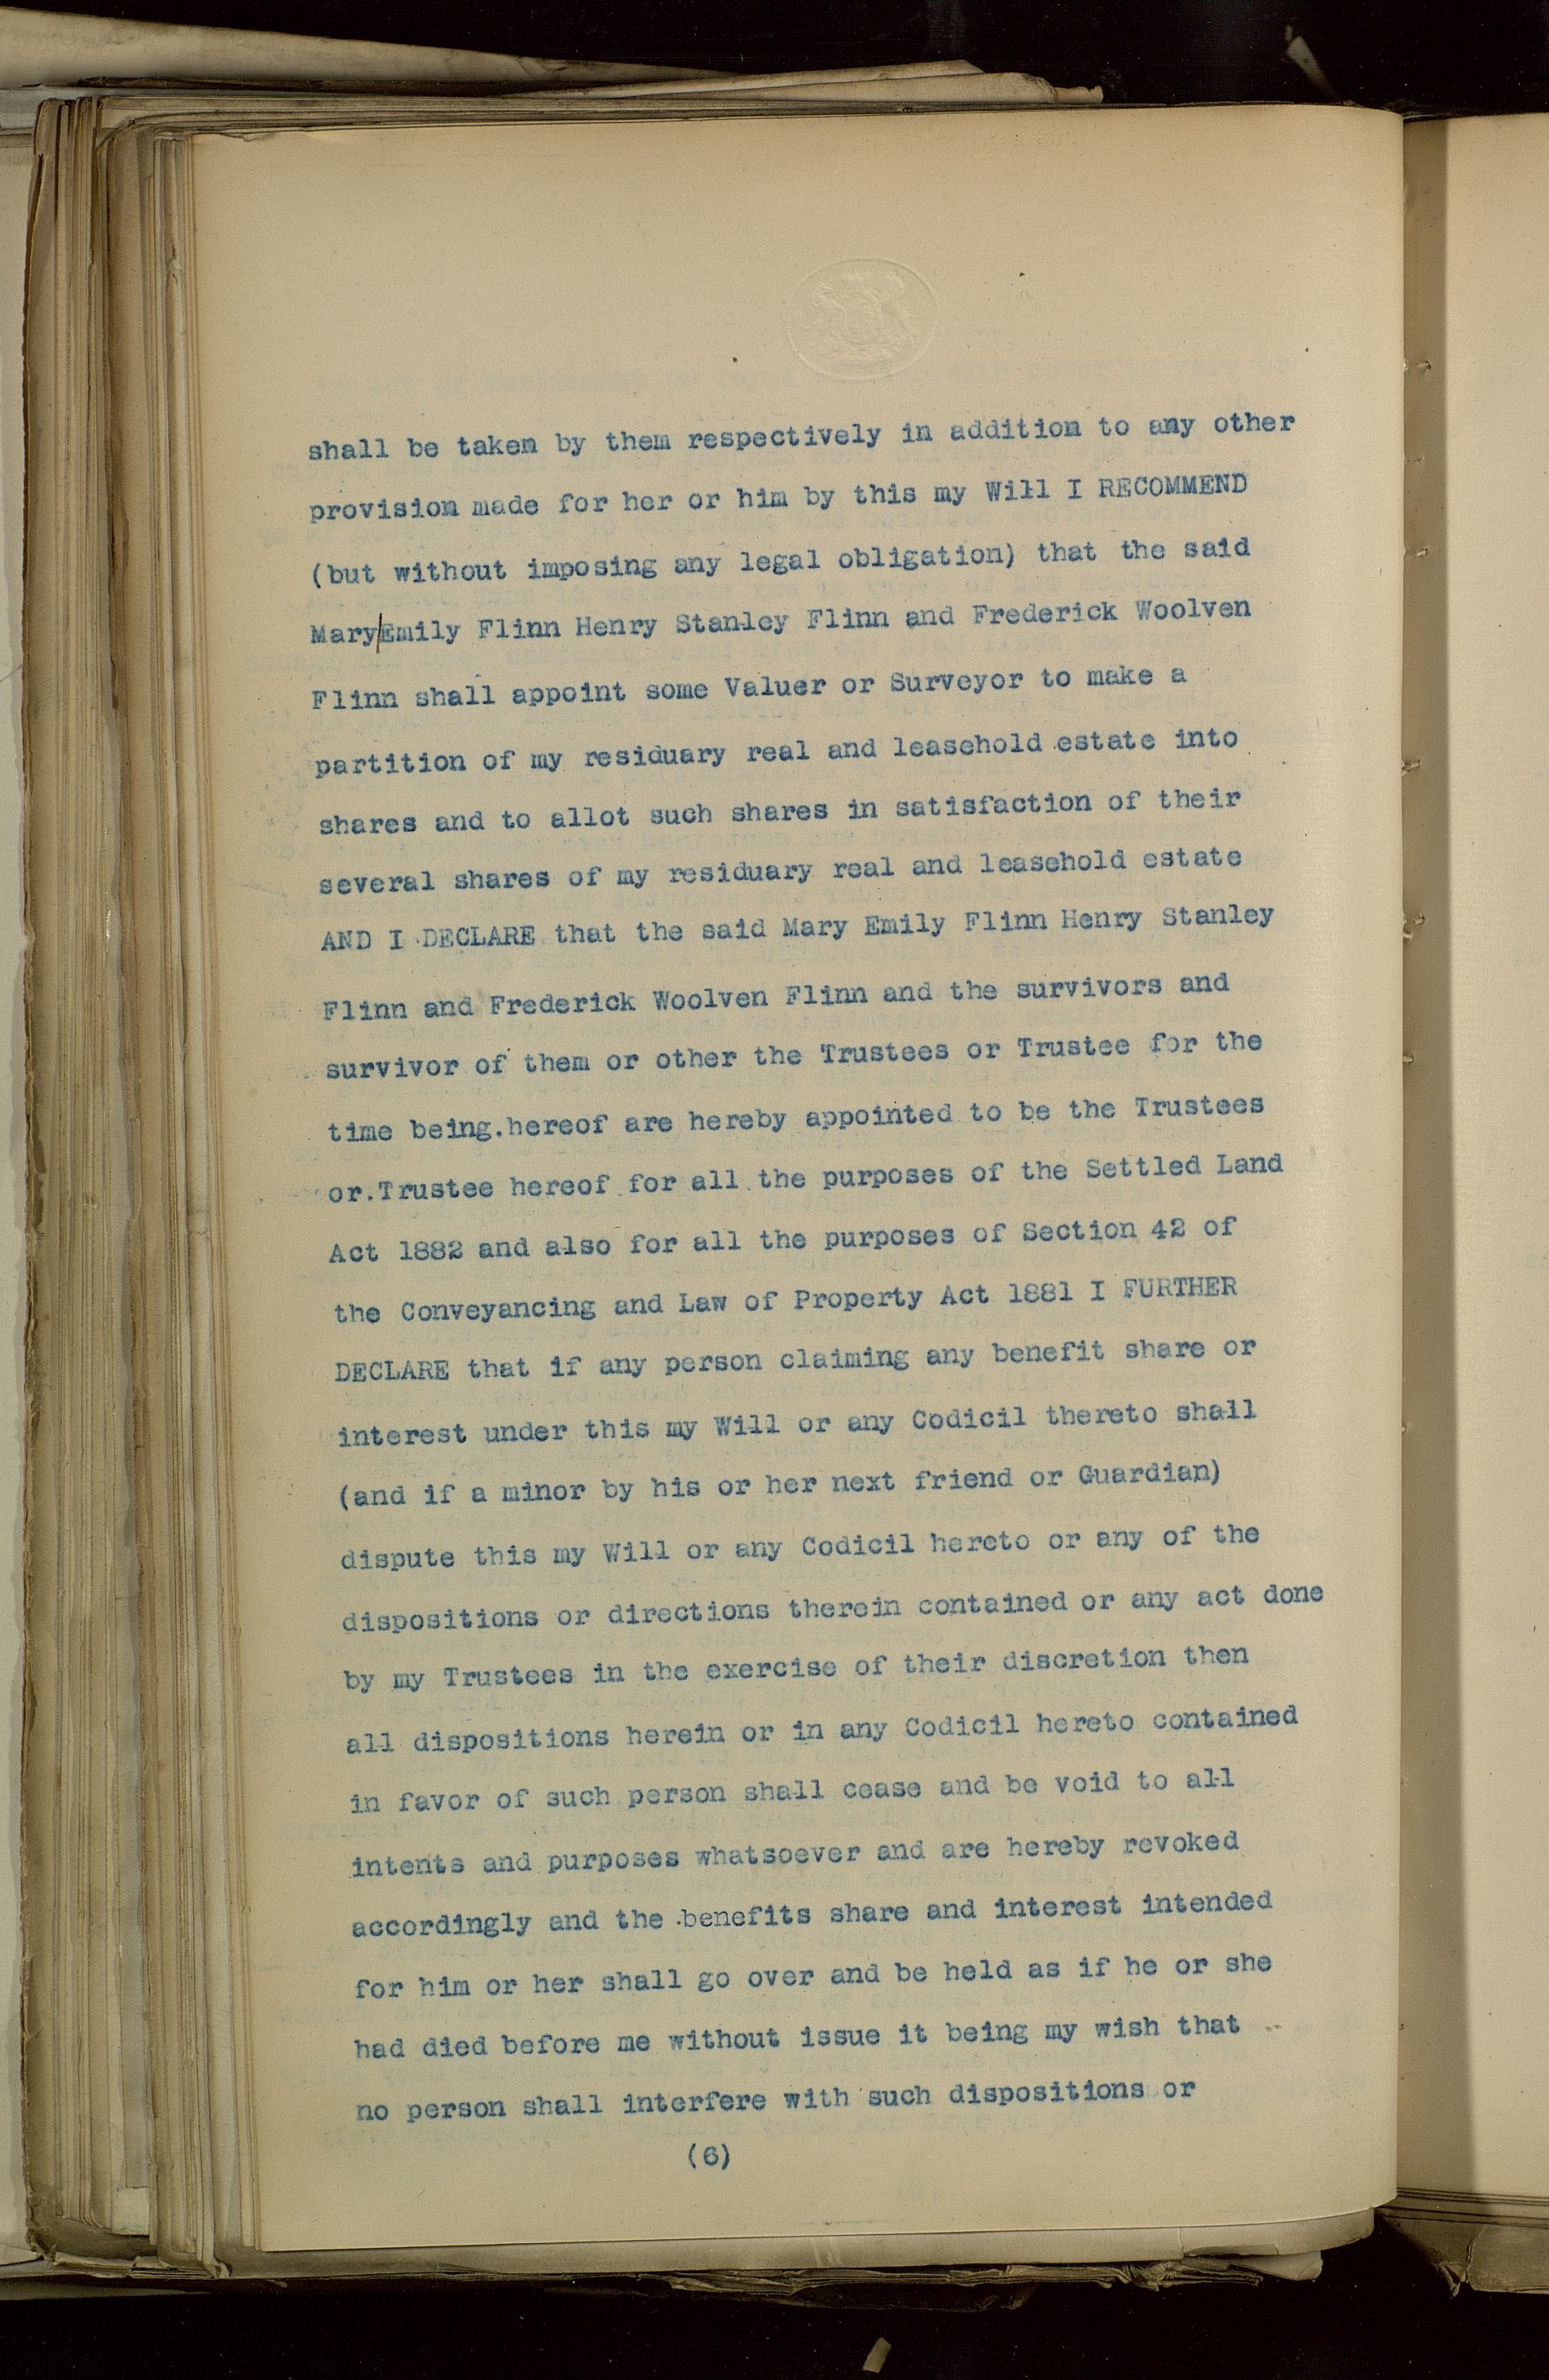 shall be taken by them respectively in addition to any other
provision made for her or him by this my Will I RECOMMEND
(but without imposing any legal obligation) that the said
Mary/Emily Flinn Henry Stanley Flinn and Frederick Woolven
Flinn shall appoint some Valuer or Surveyor to make a
partition of my residuary real and leasehold estate into
shares and to allot such shares in satisfaction of their
several shares of my residuary real and leasehold estate
AND I DECLARE that the said Mary Emily Flinn Henry Stanley
Flinn and Frederick Woolven Flinn and the survivors and
survivor of them or other the Trustees or Trustee for the
time being.hereof are hereby appointed to be the Trustees
or.Trustee hereof for all the purposes of the Settled Land
Act 1882 and also for all the purposes of Section 42 of
the Conveyancing and Law of Property Act 1881 I FURTHER
DECLARE that if any person claiming any benefit share or
interest under this my Will or any Codicil thereto shall
(and if a minor by his or her next friend or Guardian)
dispute this my Will or any Codicil hereto or any of the
dispositions or directions therein contained or any act done
by my Trustees in the exercise of their discretion then
all dispositions herein or in any Codicil hereto contained
in favor of such person shall cease and be void to all
intents and purposes whatsoever and are hereby revoked
accordingly and the benefits share and interest intended
for him or her shall go over and be held as if he or she
had died before me without issue it being my wish that
no person shall interfere with such dispositions or
(6)